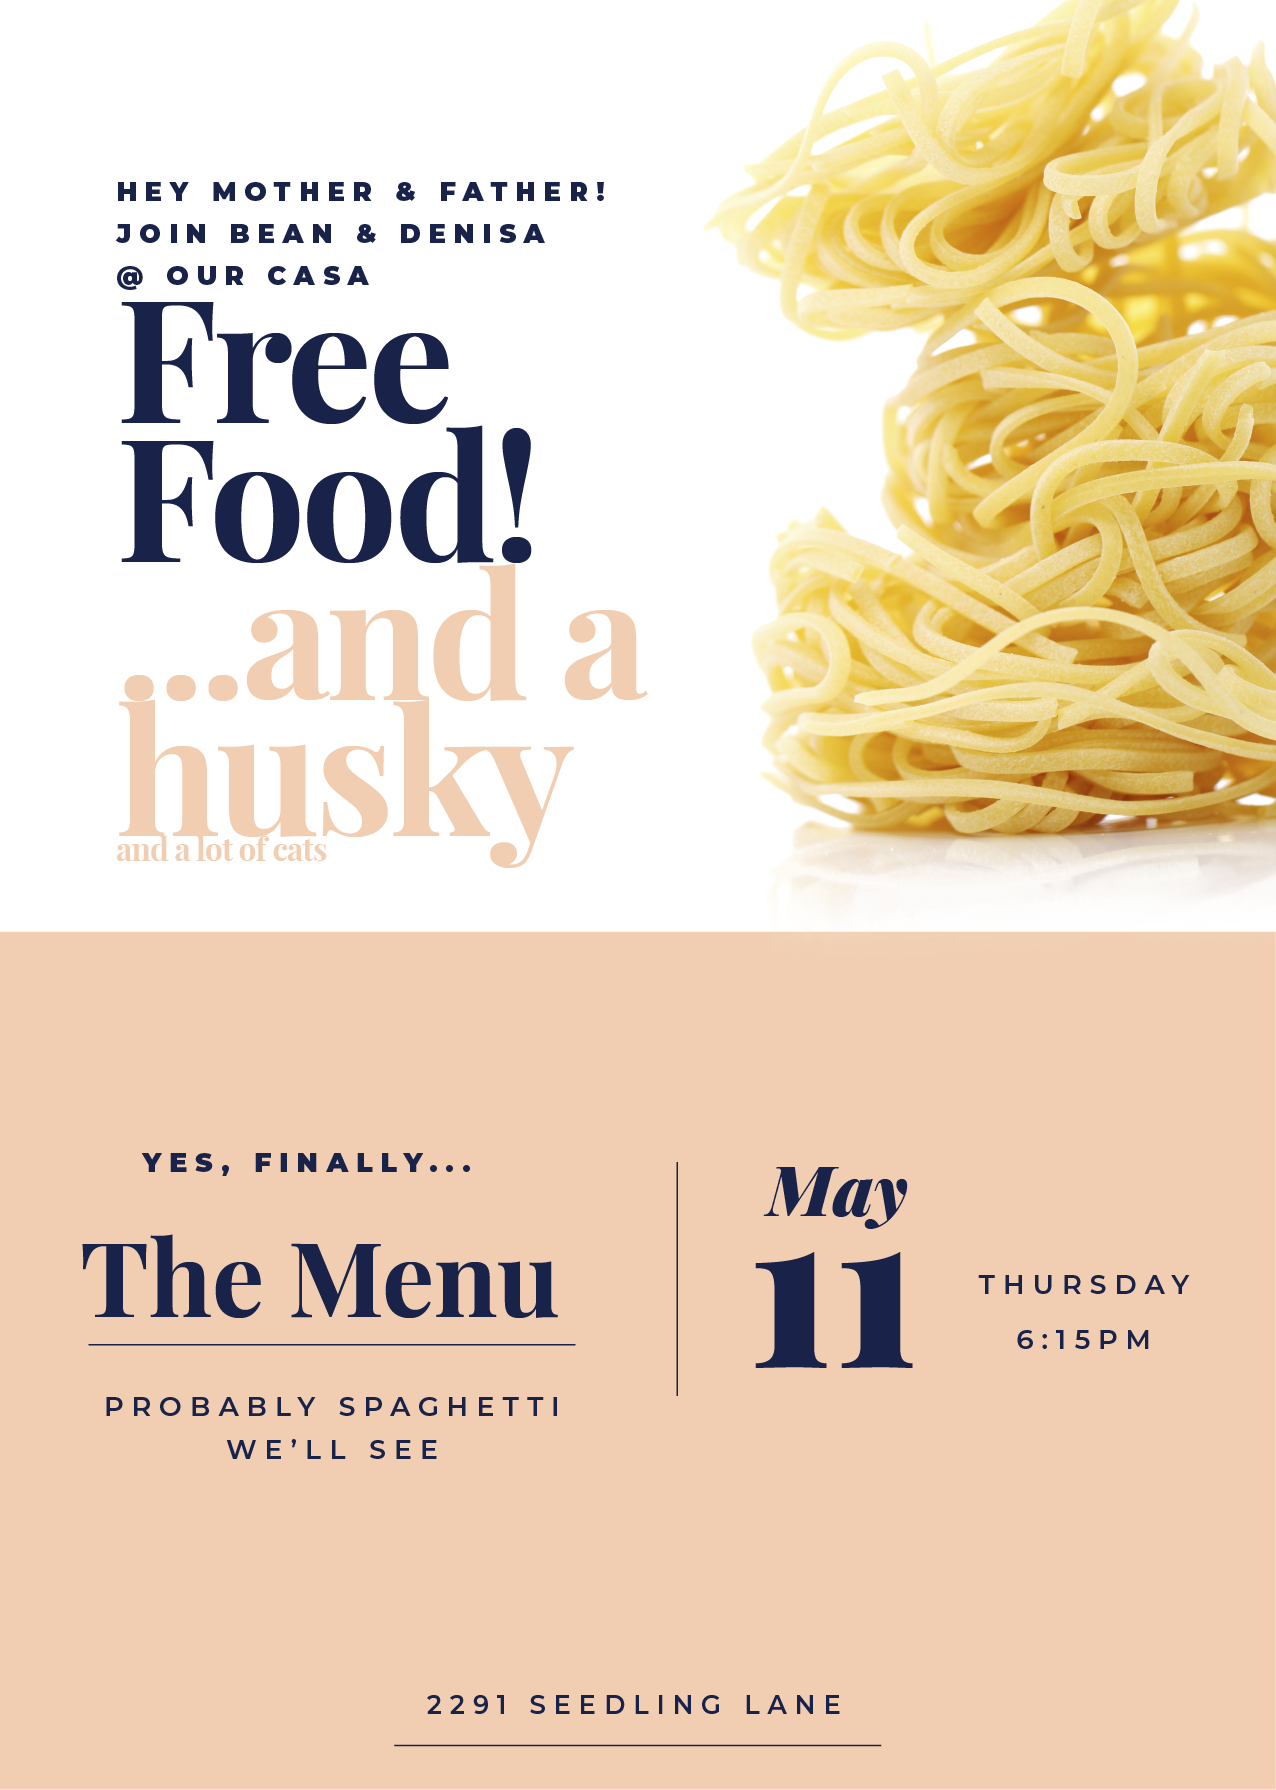 HEY MOTHER & FATHER!
JOIN BEAN & DENISA
@ OUR CASA
Free
Food!
...and a
husky
and a lot of cats
YES, FINALLY...
The Menu
PROBABLY SPAGHETTI
WE’LL SEE
May
11
THURSDAY
6:15PM
2291 SEEDLING LANE